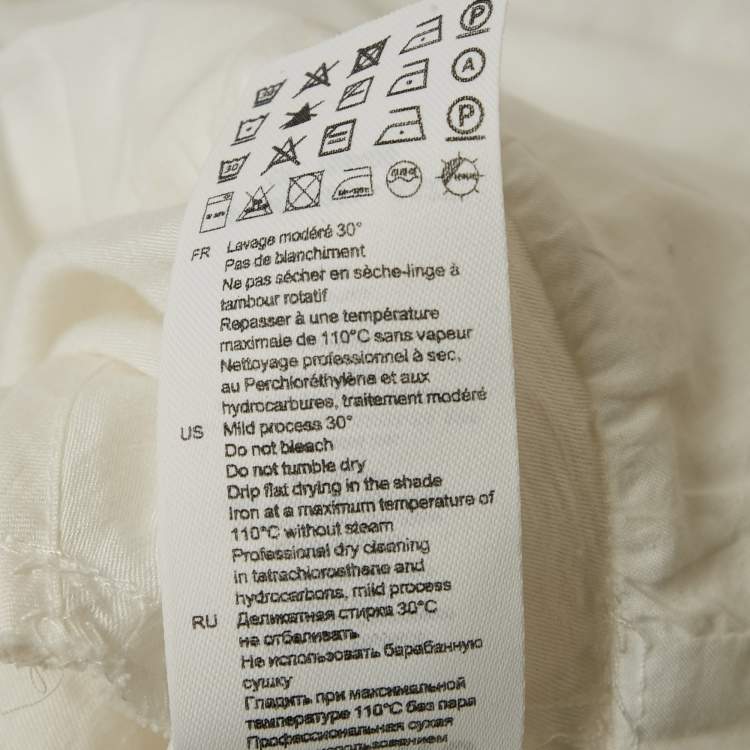 P
30
A
P
30
FR Lavage modéré 30°
Pas de blanchiment
Ne pas sécher en sèche-linge à
tambour rotatif
Repasser à une température
maximale de 110°C sans vapeur
Nettoyage professionnel à sec,
au Perchloréthylène et aux
hydrocarbures, traitement modéré
US Mild process 30°
Do not bleach
Do not tumble dry
Drip flat drying in the shade
Iron at a maximum temperature of
110°C without steam
Professional dry cleaning
in tetrachloroethene and
hydrocarbons, mild process
RU Деликатная стирка 30°C
не отбеливать
Не использовать барабанную
сушку
Гладить при максимальной
температуре 110°C без пара
Профессиональная сухая
использованием